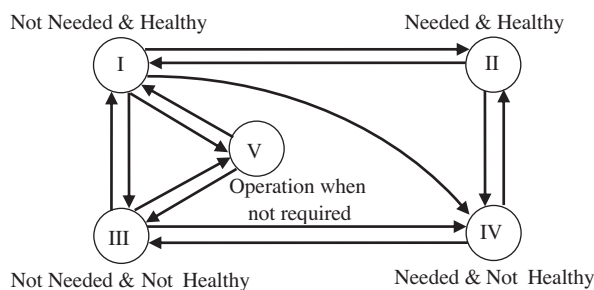 Not Needed & Healthy
Needed & Healthy
I
II
V
Operation when
not required
III
IV
Not Needed & Not Healthy
Needed & Not Healthy